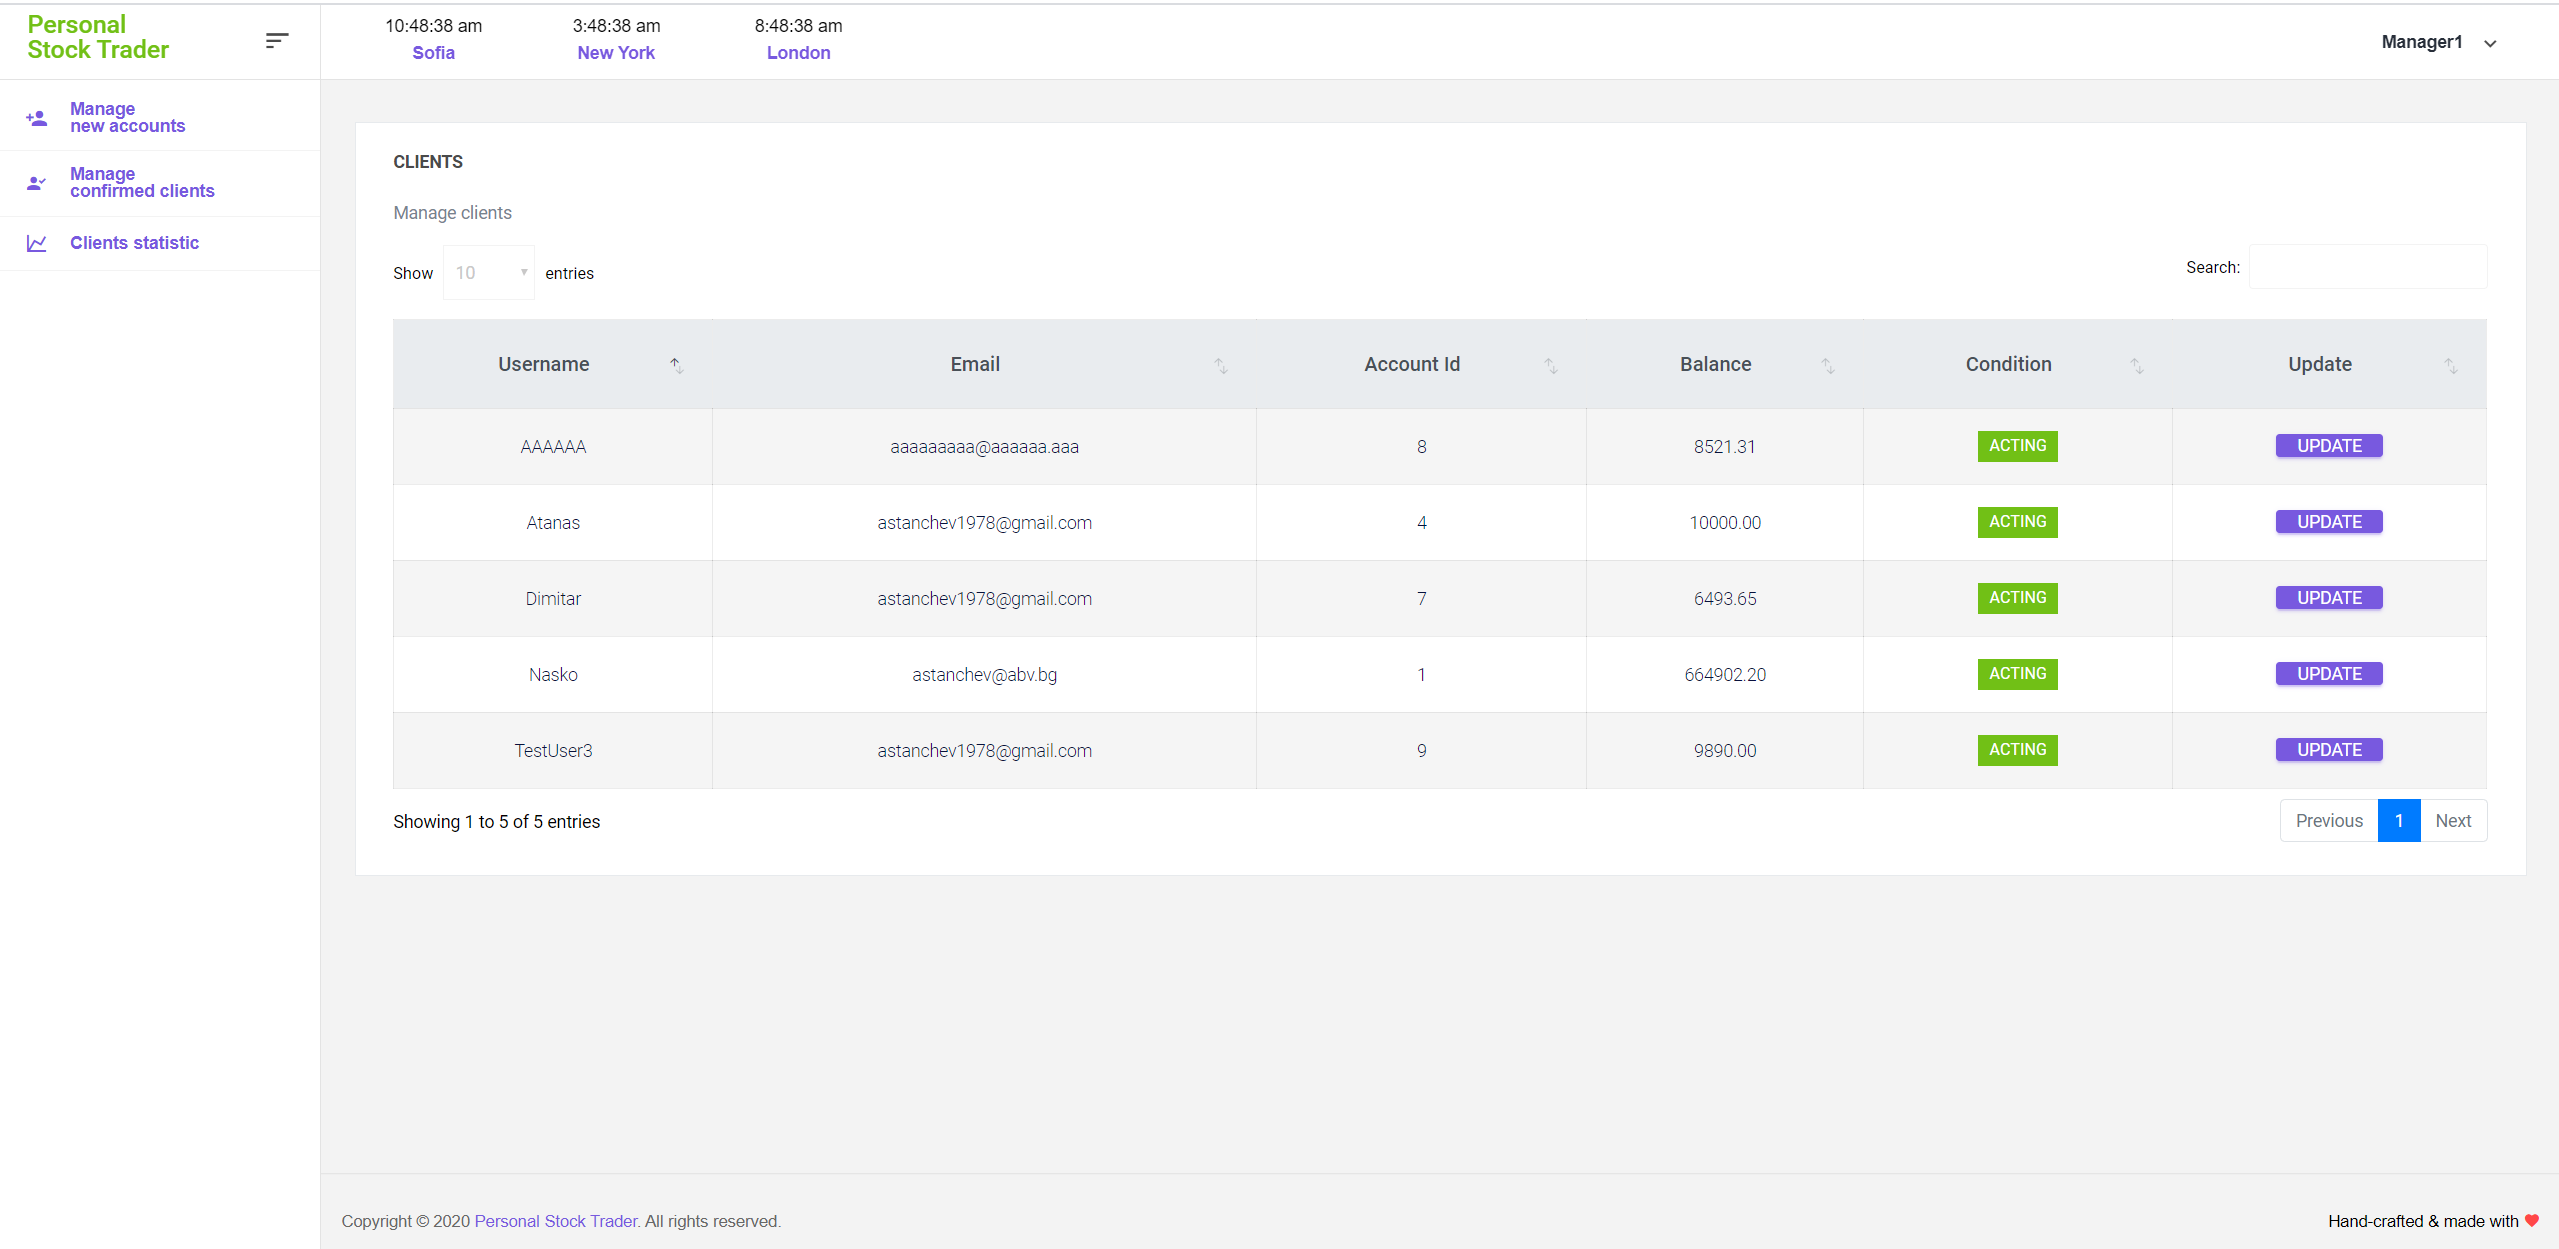 Personal
Stock Trader
10:48:38 am
Sofia
3:48:38 am
New York
8:48:38 am
London
Manager1
Manage
new accounts
Manage
confirmed clients
Clients statistic
CLIENTS
Manage clients
Show 10 entries
Search:
Username Email Account Id Balance Condition Update
AAAAAA aaaaaaaaa@aaaaaa.aaa 8 8521.31 ACTING UPDATE
Atanas astanchev1978@gmail.com 4 10000.00 ACTING UPDATE
Dimitar astanchev1978@gmail.com 7 6493.65 ACTING UPDATE
Nasko astanchev@abv.bg 1 664902.20 ACTING UPDATE
TestUser3 astanchev1978@gmail.com 9 9890.00 ACTING UPDATE
Showing 1 to 5 of 5 entries
Previous 1 Next
Copyright © 2020 Personal Stock Trader. All rights reserved.
Hand-crafted & made with